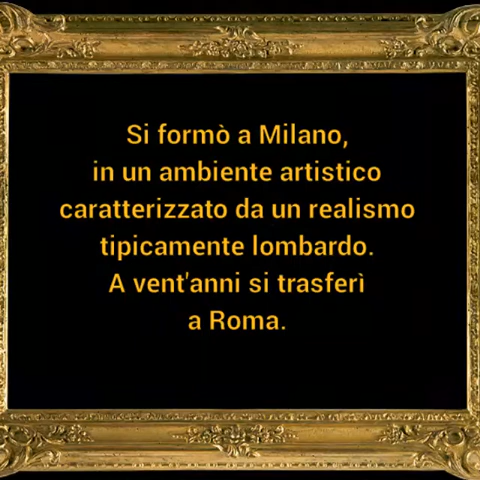 Si formò a Milano,
in un ambiente artistico
caratterizzato da un realismo
tipicamente lombardo.
A vent'anni si trasferì
a Roma.